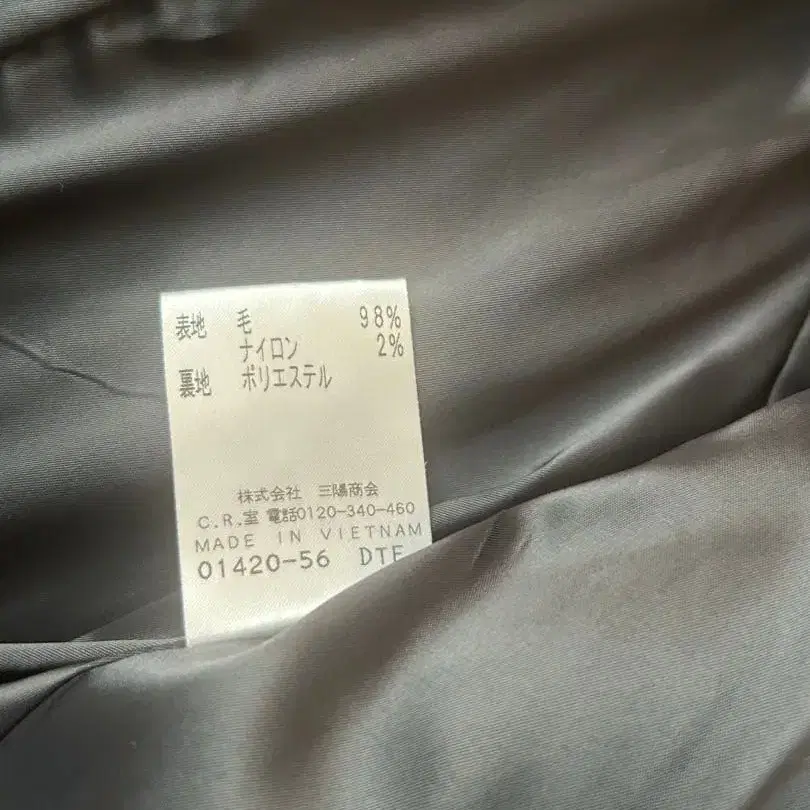 表地 毛 98%
ナイロン 2%
裏地 ポリエステル
株式会社 三陽商会
C.R.室 電話0120-340-460
MADE IN VIETNAM
01420-56 DTE